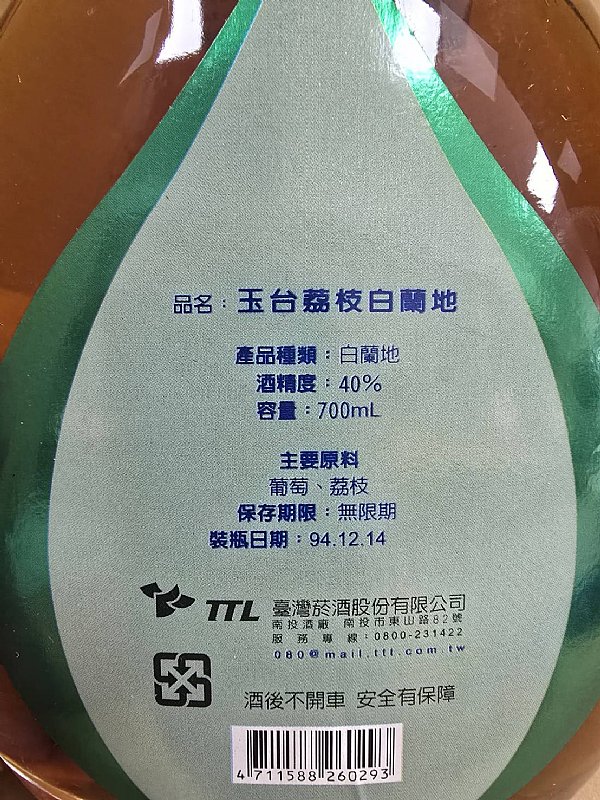 品名：玉台荔枝白蘭地
產品種類：白蘭地
酒精度：40%
容量：700mL
主要原料
葡萄、荔枝
保存期限：無限期
裝瓶日期：94.12.14
TTL 臺灣菸酒股份有限公司
南投酒廠 南投市東山路82號
服務專線：0800-231422
080@mail.ttl.com.tw
酒後不開車 安全有保障
4 711588 260293